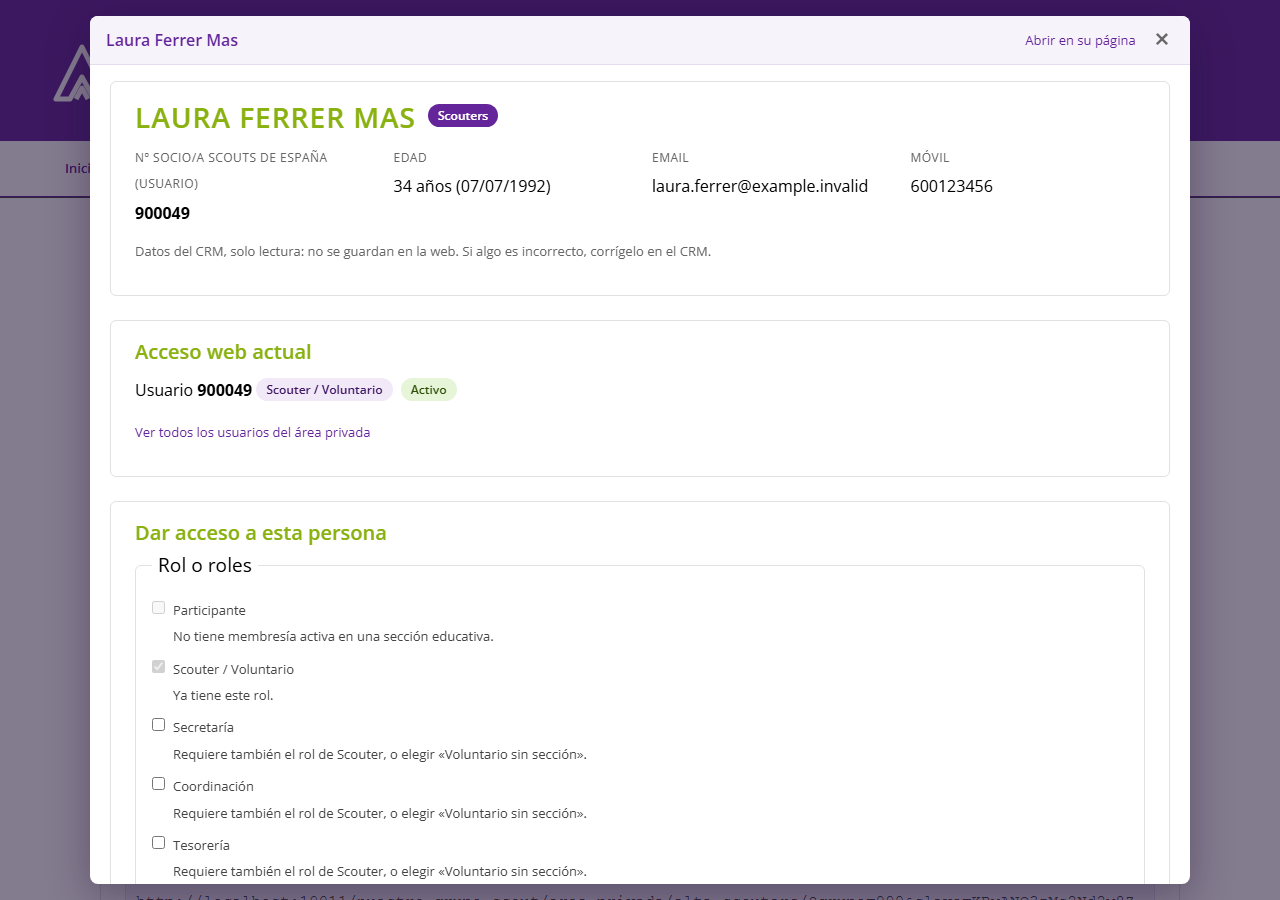 Laura Ferrer Mas
Abrir en su página ✕
Inici
LAURA FERRER MAS Scouters
Nº SOCIO/A SCOUTS DE ESPAÑA (USUARIO)
900049
EDAD
34 años (07/07/1992)
EMAIL
laura.ferrer@example.invalid
MÓVIL
600123456
Datos del CRM, solo lectura: no se guardan en la web. Si algo es incorrecto, corrígelo en el CRM.
Acceso web actual
Usuario 900049 Scouter / Voluntario Activo
Ver todos los usuarios del área privada
Dar acceso a esta persona
Rol o roles
Participante
No tiene membresía activa en una sección educativa.
Scouter / Voluntario
Ya tiene este rol.
Secretaría
Requiere también el rol de Scouter, o elegir «Voluntario sin sección».
Coordinación
Requiere también el rol de Scouter, o elegir «Voluntario sin sección».
Tesorería
Requiere también el rol de Scouter, o elegir «Voluntario sin sección».